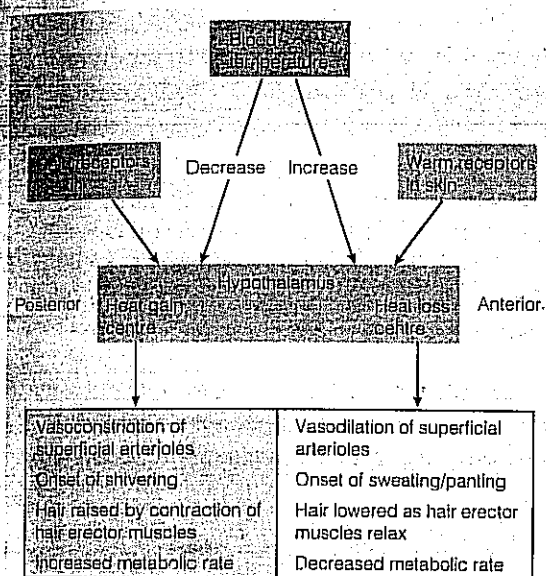 Blood
temperature
receptors
skin
Decrease
Increase
Warm receptors
in skin
Posterior
Hypothalamus
Heat gain
centre
Heat loss
centre
Anterior
Vasoconstriction of
superficial arterioles
Onset of shivering
Hair raised by contraction of
hair erector muscles
Increased metabolic rate
Vasodilation of superficial
arterioles
Onset of sweating/panting
Hair lowered as hair erector
muscles relax
Decreased metabolic rate